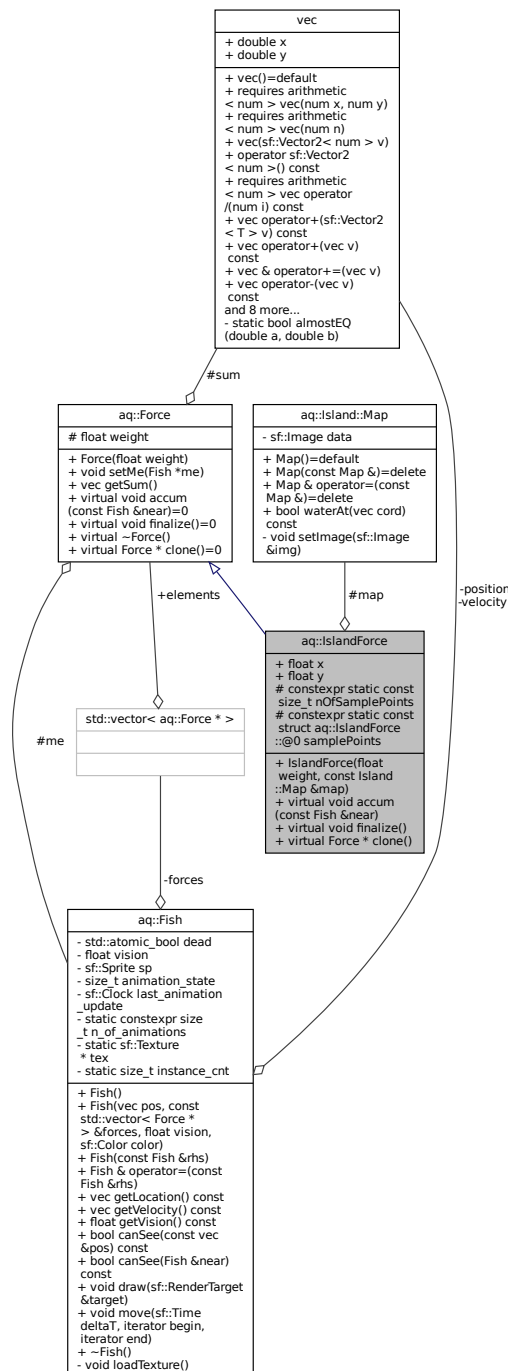 vec
+ double x
+ double y
+ vec()=default
+ requires arithmetic
< num > vec(num x, num y)
+ requires arithmetic
< num > vec(num n)
+ vec(sf::Vector2< num > v)
+ operator sf::Vector2
< num >() const
+ requires arithmetic
< num > vec operator
/(num i) const
+ vec operator+(sf::Vector2
< T > v) const
+ vec operator+(vec v)
const
+ vec & operator+=(vec v)
+ vec operator-(vec v)
const
and 8 more...
- static bool almostEQ
(double a, double b)
#sum
aq::Force
# float weight
+ Force(float weight)
+ void setMe(Fish *me)
+ vec getSum()
+ virtual void accum
(const Fish &near)=0
+ virtual void finalize()=0
+ virtual ~Force()
+ virtual Force * clone()=0
aq::Island::Map
- sf::Image data
+ Map()=default
+ Map(const Map &)=delete
+ Map & operator=(const
Map &)=delete
+ bool waterAt(vec cord)
const
- void setImage(sf::Image
&img)
+elements
#map
-position
-velocity
aq::IslandForce
+ float x
+ float y
# constexpr static const
size_t nOfSamplePoints
# constexpr static const
struct aq::IslandForce
::@0 samplePoints
+ IslandForce(float
weight, const Island
::Map &map)
+ virtual void accum
(const Fish &near)
+ virtual void finalize()
+ virtual Force * clone()
std::vector< aq::Force * >
#me
-forces
aq::Fish
- std::atomic_bool dead
- float vision
- sf::Sprite sp
- size_t animation_state
- sf::Clock last_animation
_update
- static constexpr size
_t n_of_animations
- static sf::Texture
* tex
- static size_t instance_cnt
+ Fish()
+ Fish(vec pos, const
std::vector< Force *
> &forces, float vision,
sf::Color color)
+ Fish(const Fish &rhs)
+ Fish & operator=(const
Fish &rhs)
+ vec getLocation() const
+ vec getVelocity() const
+ float getVision() const
+ bool canSee(const vec
&pos) const
+ bool canSee(Fish &near)
const
+ void draw(sf::RenderTarget
&target)
+ void move(sf::Time
deltaT, iterator begin,
iterator end)
+ ~Fish()
- void loadTexture()